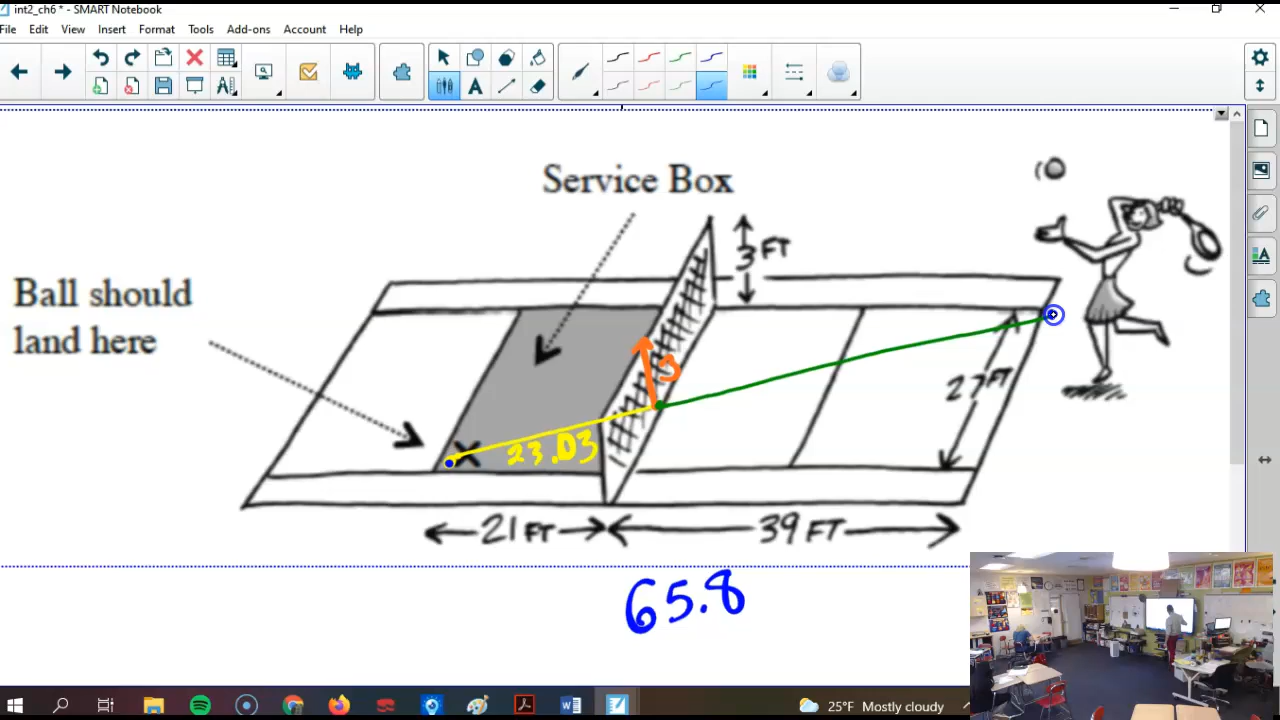 int2_ch6 * - SMART Notebook
File Edit View Insert Format Tools Add-ons Account Help
Service Box
3 FT
Ball should
land here
3
27 FT
23.03
21 FT
39 FT
65.8
25°F Mostly cloudy